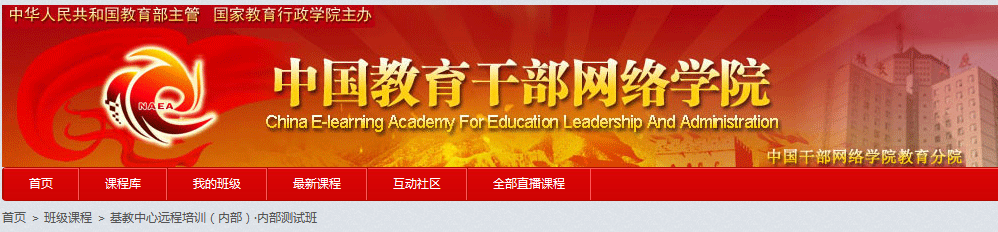 中华人民共和国教育部主管 国家教育行政学院主办
NAEA
中国教育干部网络学院
China E-learning Academy For Education Leadership And Administration
中国干部网络学院教育分院
首页 课程库 我的班级 最新课程 互动社区 全部直播课程
首页 > 班级课程 > 基教中心远程培训（内部）·内部测试班